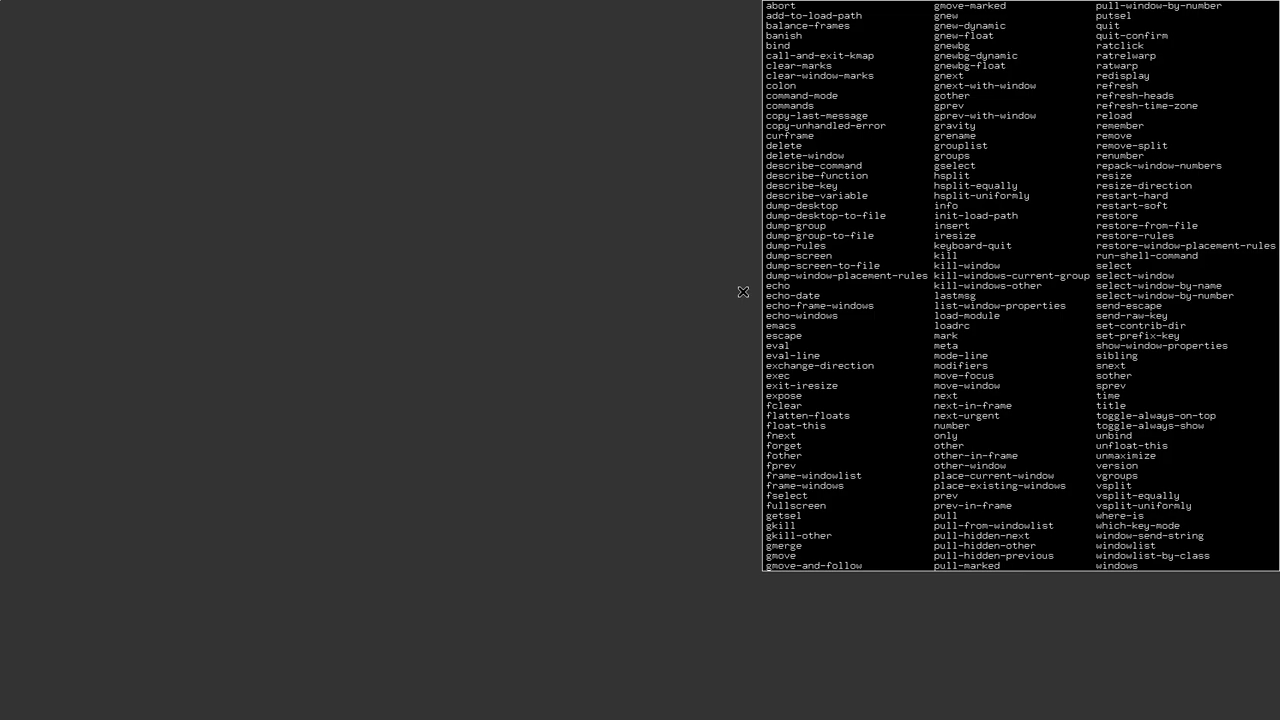 abort gmove-marked pull-window-by-number
add-to-load-path gnew putsel
balance-frames gnew-dynamic quit
banish gnew-float quit-confirm
bind gnewbg ratclick
call-and-exit-kmap gnewbg-dynamic ratrelwarp
clear-marks gnewbg-float ratwarp
clear-window-marks gnext redisplay
colon gnext-with-window refresh
command-mode gother refresh-heads
commands gprev refresh-time-zone
copy-last-message gprev-with-window reload
copy-unhandled-error gravity remember
curframe grename remove
delete grouplist remove-split
delete-window groups renumber
describe-command gselect repack-window-numbers
describe-function hsplit resize
describe-key hsplit-equally resize-direction
describe-variable hsplit-uniformly restart-hard
dump-desktop info restart-soft
dump-desktop-to-file init-load-path restore
dump-group insert restore-from-file
dump-group-to-file iresize restore-rules
dump-rules keyboard-quit restore-window-placement-rules
dump-screen kill run-shell-command
dump-screen-to-file kill-window select
dump-window-placement-rules kill-windows-current-group select-window
echo kill-windows-other select-window-by-name
echo-date lastmsg select-window-by-number
echo-frame-windows list-window-properties send-escape
echo-windows load-module send-raw-key
emacs loadrc set-contrib-dir
escape mark set-prefix-key
eval meta show-window-properties
eval-line mode-line sibling
exchange-direction modifiers snext
exec move-focus sother
exit-iresize move-window sprev
expose next time
fclear next-in-frame title
flatten-floats next-urgent toggle-always-on-top
float-this number toggle-always-show
fnext only unbind
forget other unfloat-this
fother other-in-frame unmaximize
fprev other-window version
frame-windowlist place-current-window vgroups
frame-windows place-existing-windows vsplit
fselect prev vsplit-equally
fullscreen prev-in-frame vsplit-uniformly
getsel pull where-is
gkill pull-from-windowlist which-key-mode
gkill-other pull-hidden-next window-send-string
gmerge pull-hidden-other windowlist
gmove pull-hidden-previous windowlist-by-class
gmove-and-follow pull-marked windows